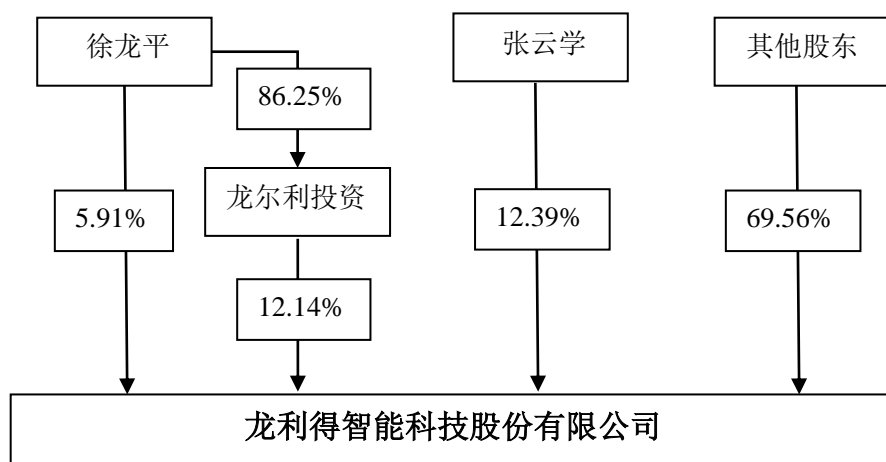 徐龙平
张云学
其他股东
86.25%
龙尔利投资
5.91%
12.39%
69.56%
12.14%
龙利得智能科技股份有限公司